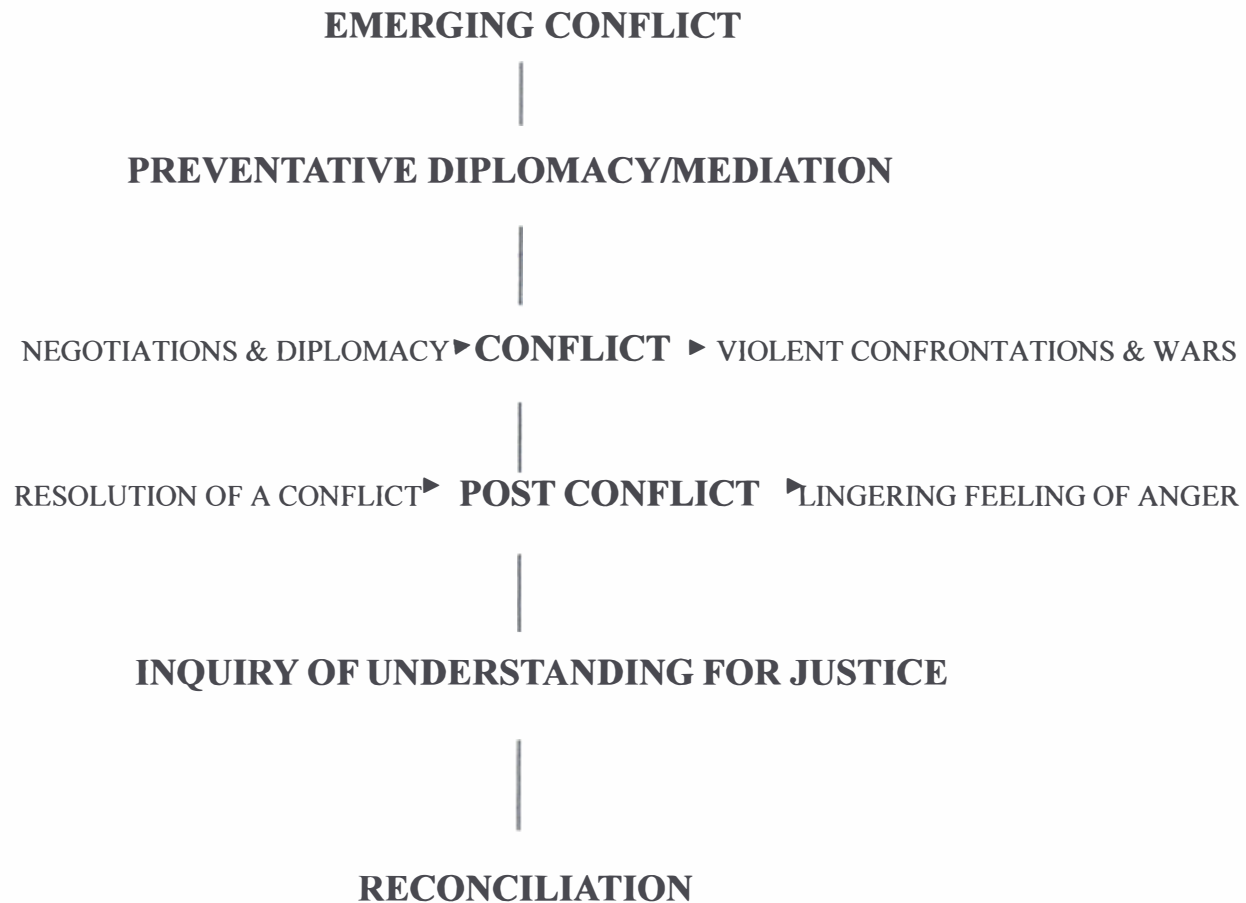 EMERGING CONFLICT
PREVENTATIVE DIPLOMACY/MEDIATION
NEGOTIATIONS & DIPLOMACY CONFLICT VIOLENT CONFRONTATIONS & WARS
RESOLUTION OF A CONFLICT POST CONFLICT LINGERING FEELING OF ANGER
INQUIRY OF UNDERSTANDING FOR JUSTICE
RECONCILIATION